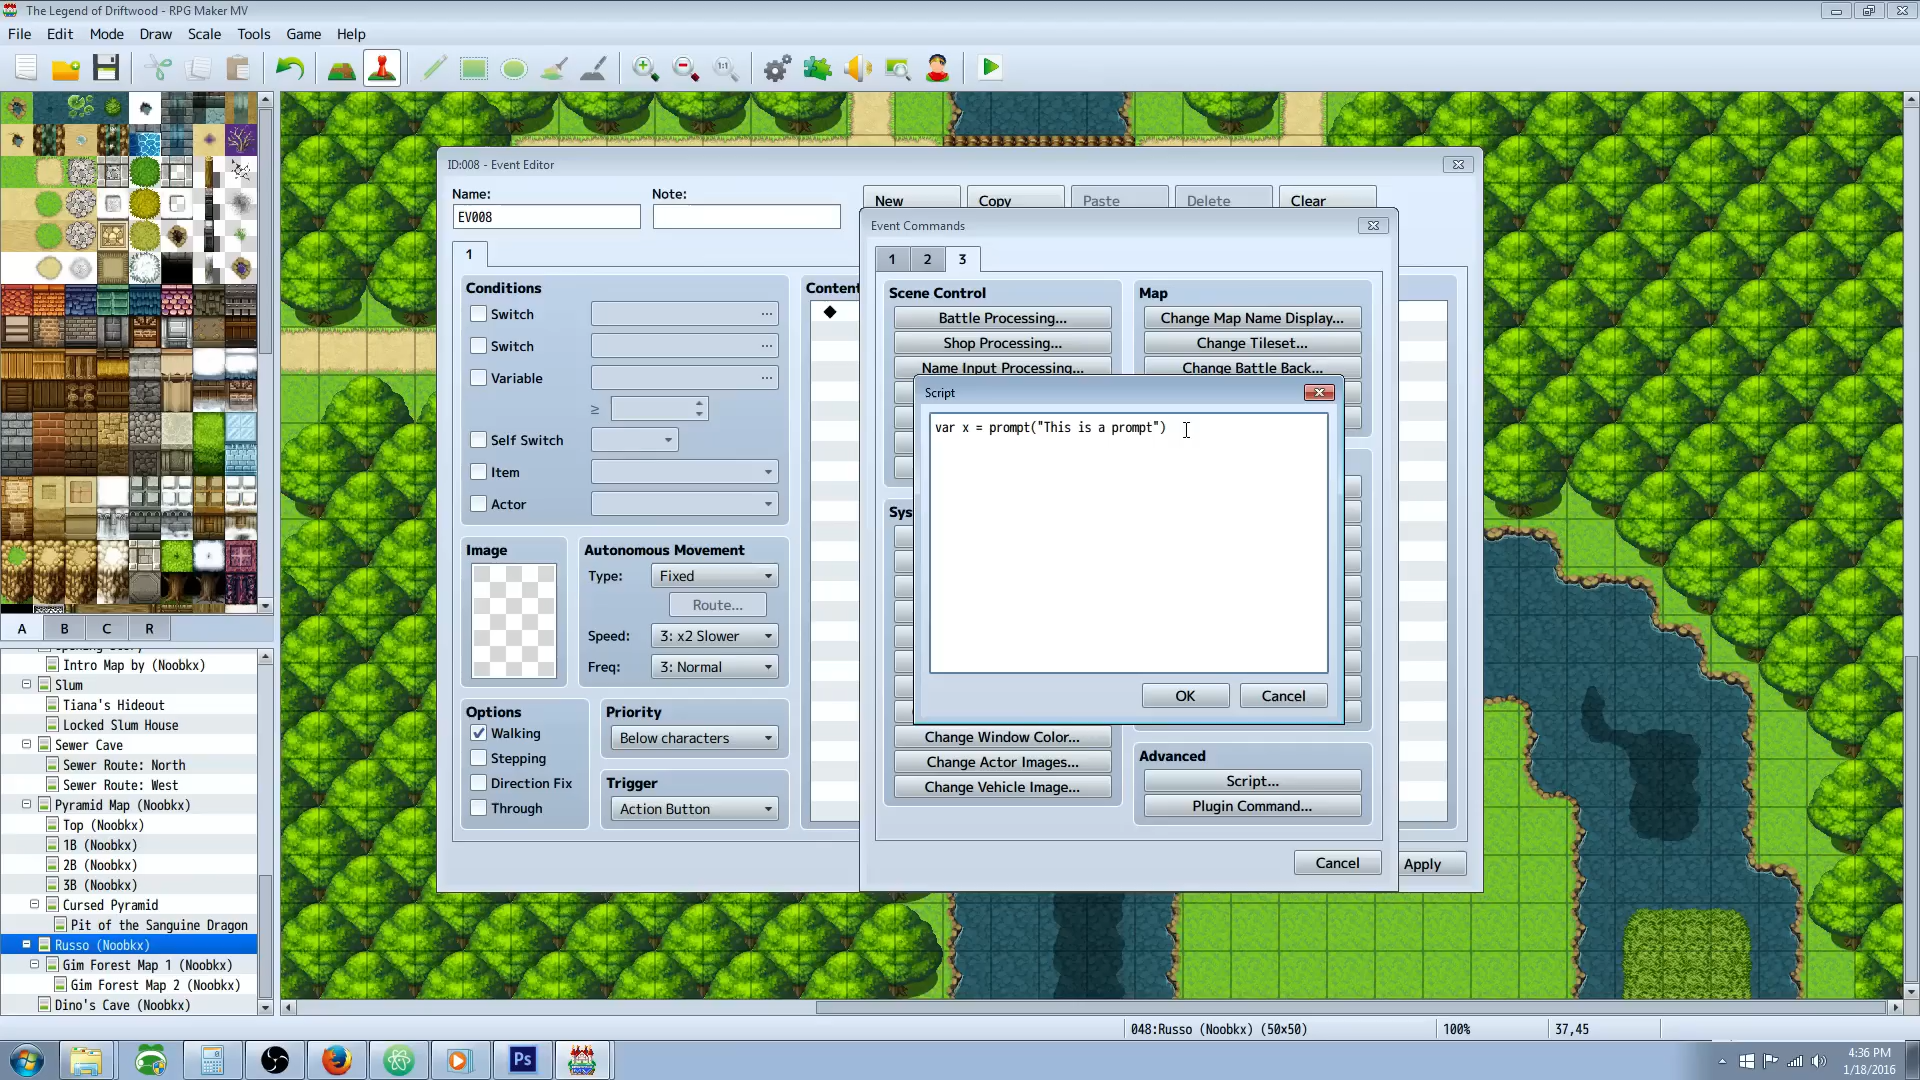 The Legend of Driftwood - RPG Maker MV
File Edit Mode Draw Scale Tools Game Help
1:1
ID:008 - Event Editor
Name: Note:
EV008
New Copy Paste Delete Clear
1
Conditions
Switch ...
Switch ...
Variable ...
≥
Self Switch
Item
Actor
Image
Autonomous Movement
Type: Fixed
Route...
Speed: 3: x2 Slower
Freq: 3: Normal
Options
Walking
Stepping
Direction Fix
Through
Priority
Below characters
Trigger
Action Button
Content
Apply
Event Commands
1 2 3
Scene Control
Battle Processing...
Shop Processing...
Name Input Processing...
Map
Change Map Name Display...
Change Tileset...
Change Battle Back...
Sys
Change Window Color...
Change Actor Images...
Change Vehicle Image...
Advanced
Script...
Plugin Command...
Cancel
Script
var x = prompt("This is a prompt")
OK Cancel
A B C R
Intro Map by (Noobkx)
Slum
Tiana's Hideout
Locked Slum House
Sewer Cave
Sewer Route: North
Sewer Route: West
Pyramid Map (Noobkx)
Top (Noobkx)
1B (Noobkx)
2B (Noobkx)
3B (Noobkx)
Cursed Pyramid
Pit of the Sanguine Dragon
Russo (Noobkx)
Gim Forest Map 1 (Noobkx)
Gim Forest Map 2 (Noobkx)
Dino's Cave (Noobkx)
048:Russo (Noobkx) (50×50) 100% 37,45
Ps
4:36 PM
1/18/2016